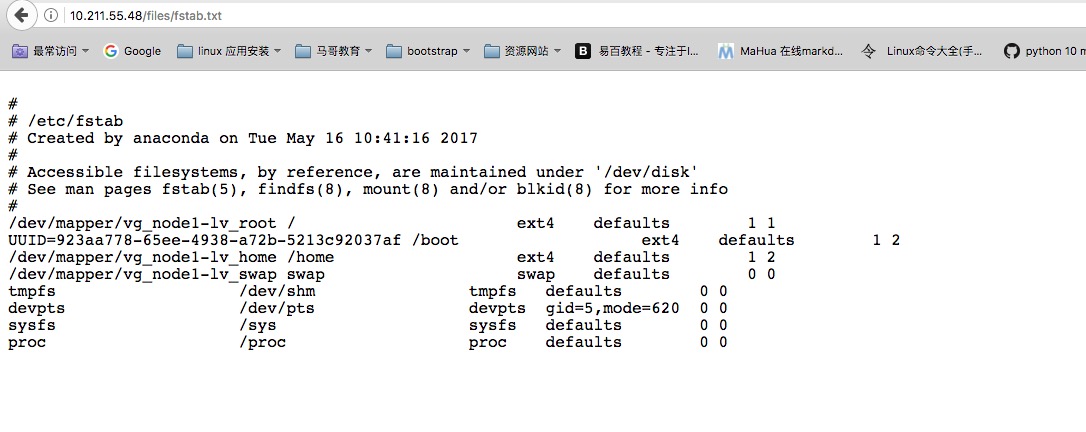 10.211.55.48/files/fstab.txt
最常访问 Google linux 应用安装 马哥教育 bootstrap 资源网站 易百教程 - 专注于I... MaHua 在线markd... Linux命令大全(手... python 10 m
#
# /etc/fstab
# Created by anaconda on Tue May 16 10:41:16 2017
#
# Accessible filesystems, by reference, are maintained under '/dev/disk'
# See man pages fstab(5), findfs(8), mount(8) and/or blkid(8) for more info
#
/dev/mapper/vg_node1-lv_root / ext4 defaults 1 1
UUID=923aa778-65ee-4938-a72b-5213c92037af /boot ext4 defaults 1 2
/dev/mapper/vg_node1-lv_home /home ext4 defaults 1 2
/dev/mapper/vg_node1-lv_swap swap swap defaults 0 0
tmpfs /dev/shm tmpfs defaults 0 0
devpts /dev/pts devpts gid=5,mode=620 0 0
sysfs /sys sysfs defaults 0 0
proc /proc proc defaults 0 0